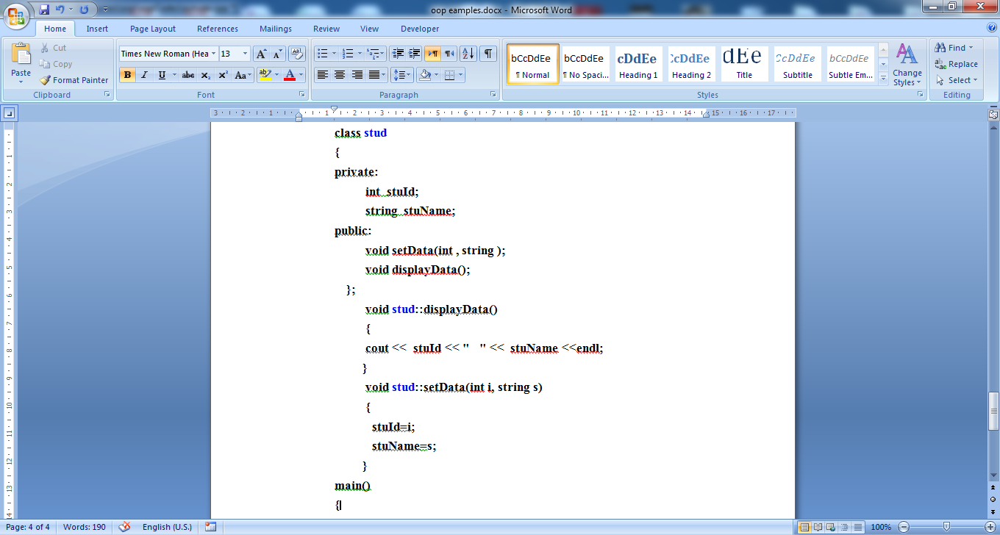 oop eamples.docx - Microsoft Word
Home Insert Page Layout References Mailings Review View Developer
Paste
Cut
Copy
Format Painter
Clipboard
Times New Roman (Hea 13
Font
Paragraph
bCcDdEe bCcDdEe cDdEe CcDdEe dEe CcDdEe bCcDdEe
¶ Normal ¶ No Spaci... Heading 1 Heading 2 Title Subtitle Subtle Em...
Change Styles
Styles
Find
Replace
Select
Editing
3 2 1 1 2 3 4 5 6 7 8 9 10 11 12 13 14 15 16 17
class stud
{
private:
int stuId;
string stuName;
public:
void setData(int , string );
void displayData();
};
void stud::displayData()
{
cout << stuId << "   " << stuName <<endl;
}
void stud::setData(int i, string s)
{
stuId=i;
stuName=s;
}
main()
{
Page: 4 of 4 Words: 190 English (U.S.) 100%